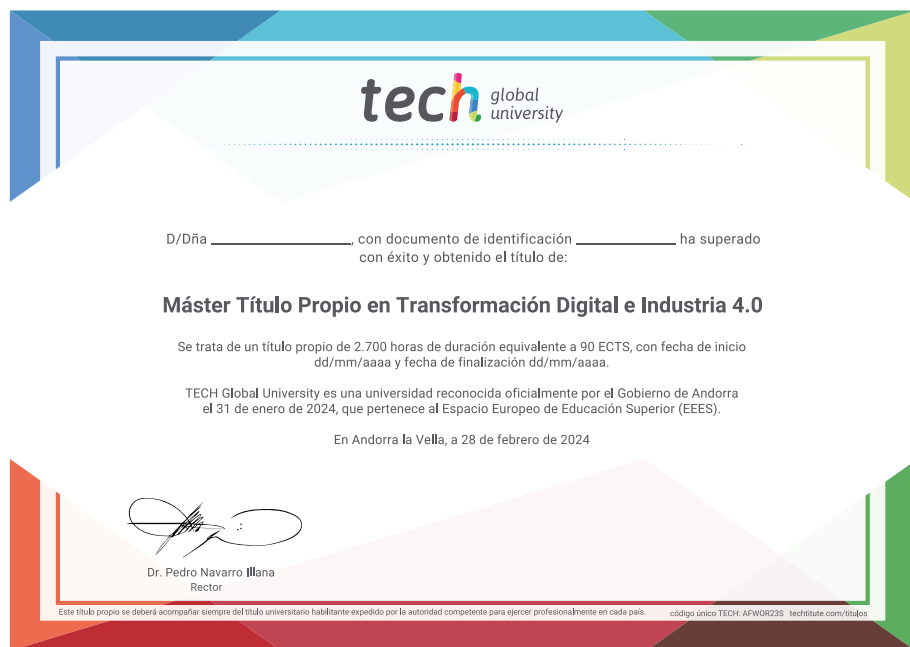 tech global university
D/Dña ________________, con documento de identificación ____________ ha superado
con éxito y obtenido el título de:
Máster Título Propio en Transformación Digital e Industria 4.0
Se trata de un título propio de 2.700 horas de duración equivalente a 90 ECTS, con fecha de inicio
dd/mm/aaaa y fecha de finalización dd/mm/aaaa.
TECH Global University es una universidad reconocida oficialmente por el Gobierno de Andorra
el 31 de enero de 2024, que pertenece al Espacio Europeo de Educación Superior (EEES).
En Andorra la Vella, a 28 de febrero de 2024
Dr. Pedro Navarro Illana
Rector
Este título propio se deberá acompañar siempre del título universitario habilitante expedido por la autoridad competente para ejercer profesionalmente en cada país. código único TECH: AFWOR23S techtitute.com/titulos